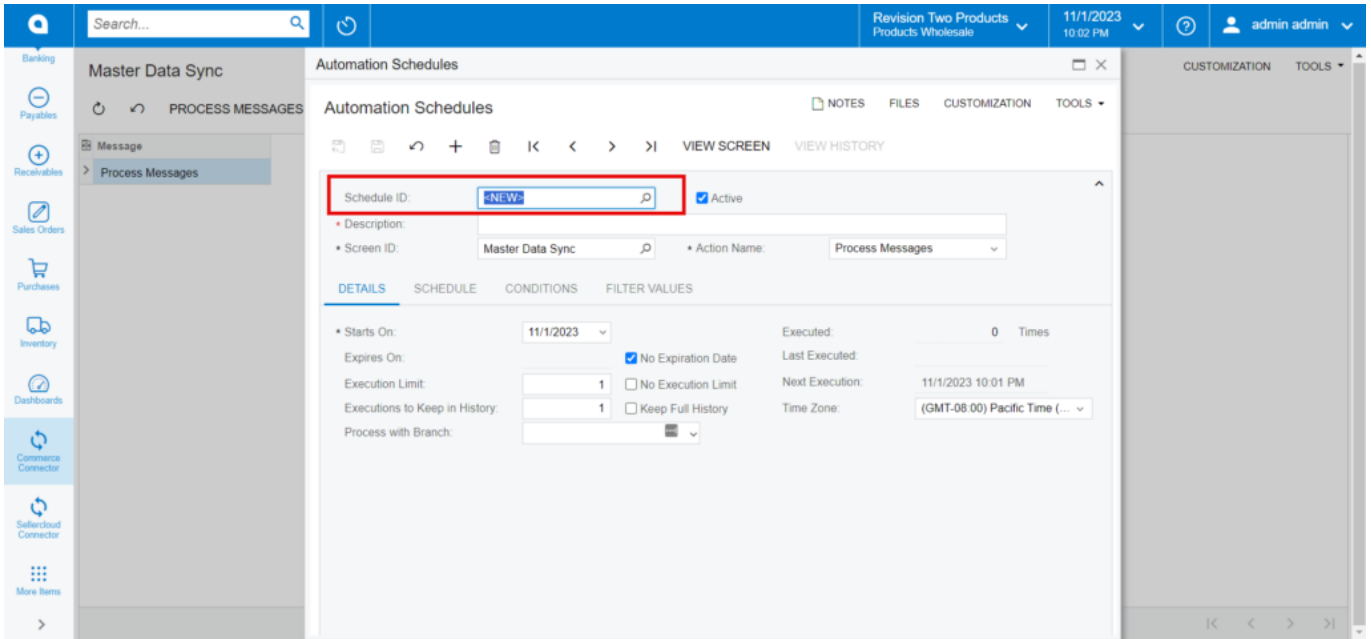 Search...
Revision Two Products
Products Wholesale
11/1/2023
10:02 PM
admin admin
Banking
Payables
Receivables
Sales Orders
Purchases
Inventory
Dashboards
Commerce
Connector
Sellercloud
Connector
More Items
Master Data Sync
PROCESS MESSAGES
Message
Process Messages
CUSTOMIZATION TOOLS
Automation Schedules
Automation Schedules
NOTES FILES CUSTOMIZATION TOOLS
VIEW SCREEN VIEW HISTORY
Schedule ID: <NEW> Active
* Description:
* Screen ID: Master Data Sync * Action Name: Process Messages
DETAILS SCHEDULE CONDITIONS FILTER VALUES
* Starts On: 11/1/2023 Executed: 0 Times
Expires On: No Expiration Date Last Executed:
Execution Limit: 1 No Execution Limit Next Execution: 11/1/2023 10:01 PM
Executions to Keep in History: 1 Keep Full History Time Zone: (GMT-08:00) Pacific Time (...
Process with Branch: